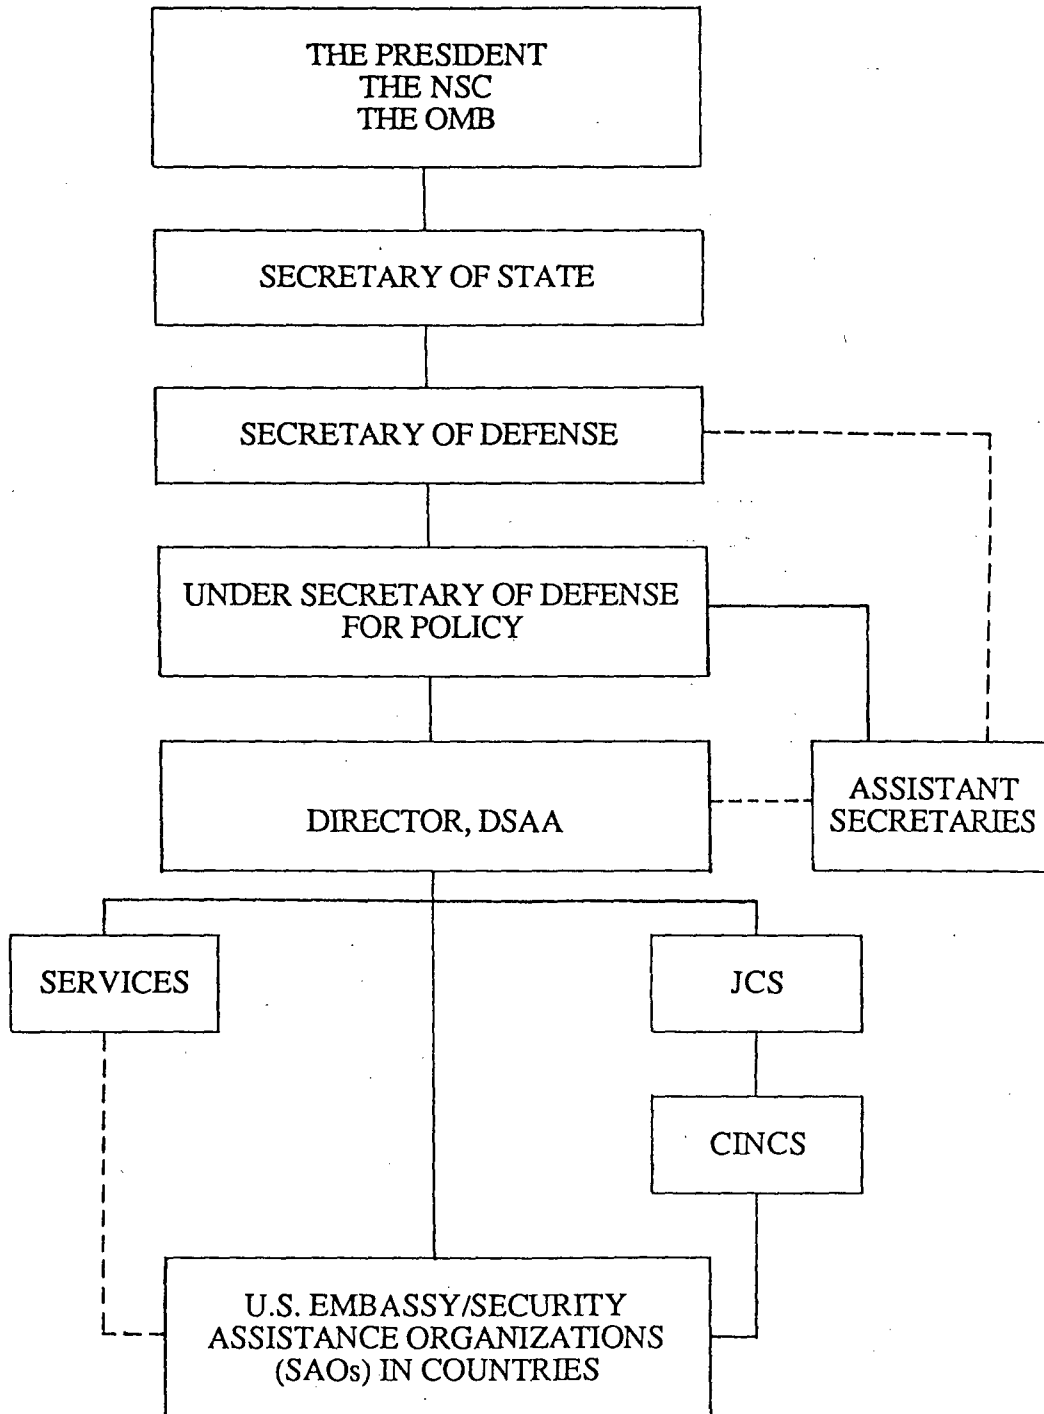 THE PRESIDENT
THE NSC
THE OMB
SECRETARY OF STATE
SECRETARY OF DEFENSE
UNDER SECRETARY OF DEFENSE
FOR POLICY
DIRECTOR, DSAA
ASSISTANT
SECRETARIES
SERVICES
JCS
CINCS
U.S. EMBASSY/SECURITY
ASSISTANCE ORGANIZATIONS
(SAOs) IN COUNTRIES